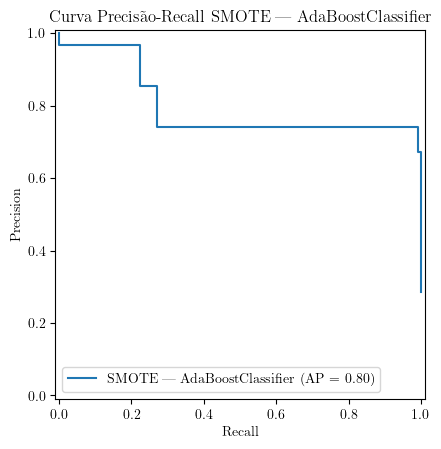 Curva Precisão-Recall SMOTE — AdaBoostClassifier
1.0
0.8
0.6
0.4
0.2
0.0
Precision
SMOTE — AdaBoostClassifier (AP = 0.80)
0.0 0.2 0.4 0.6 0.8 1.0
Recall